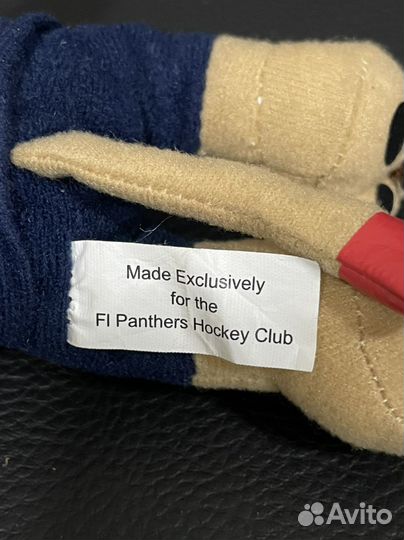 Made Exclusively
for the
Fl Panthers Hockey Club
Avito